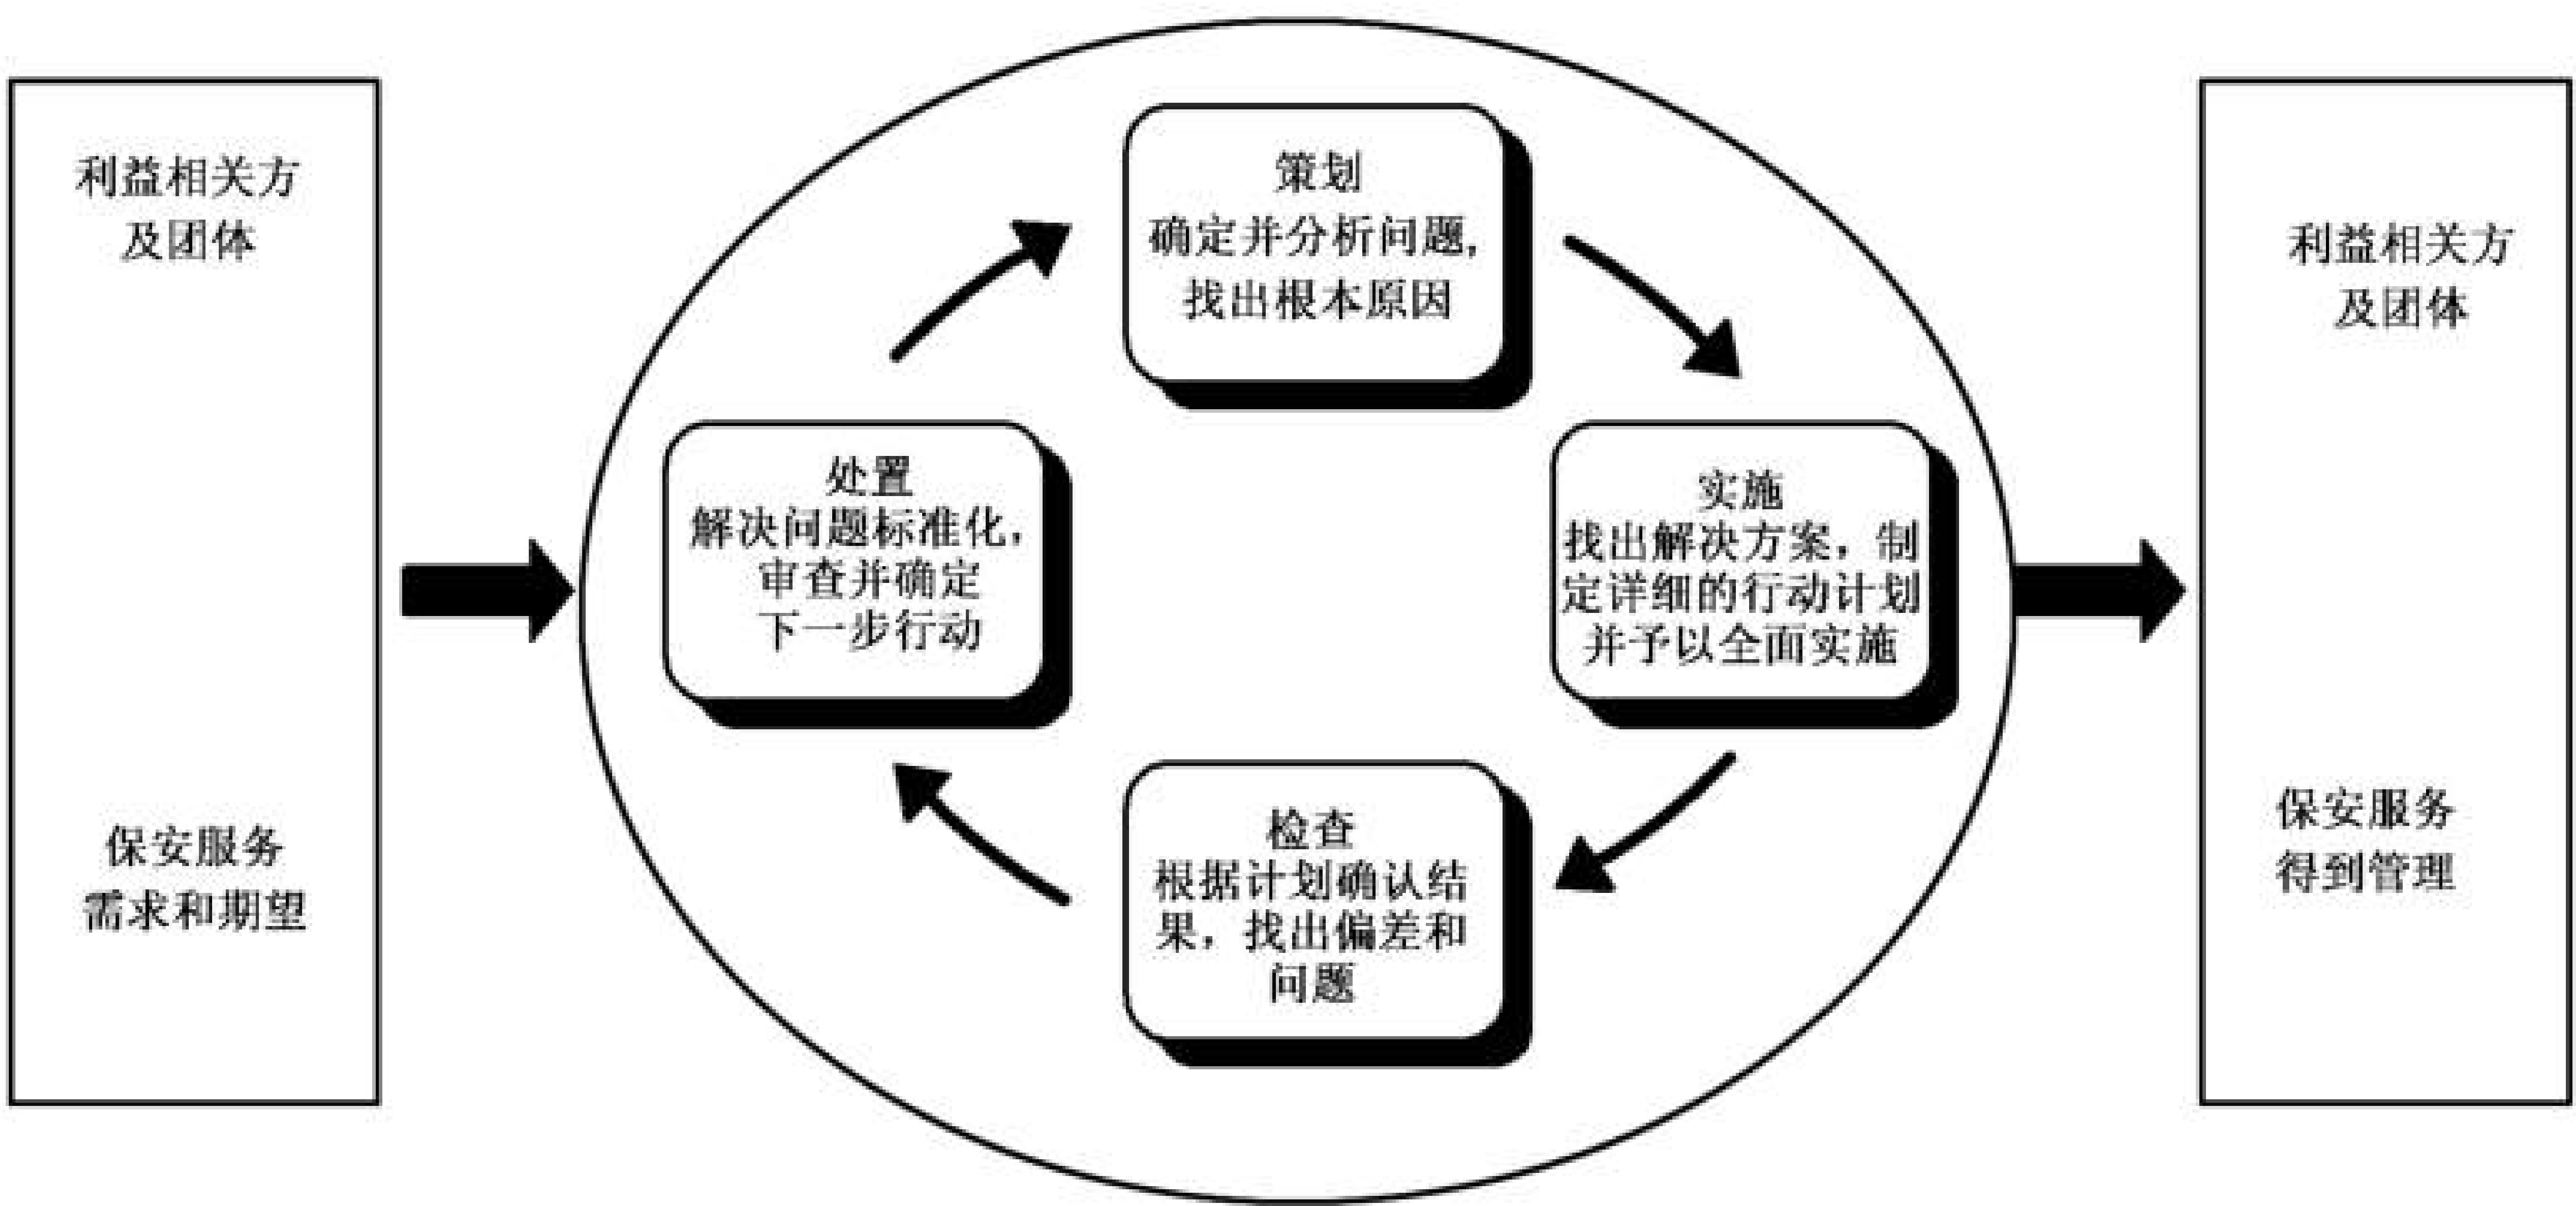 利益相关方
及团体
保安服务
需求和期望
策划
确定并分析问题,
找出根本原因
处置
解决问题标准化,
审查并确定
下一步行动
实施
找出解决方案，制
定详细的行动计划
并予以全面实施
检查
根据计划确认结
果，找出偏差和
问题
利益相关方
及团体
保安服务
得到管理